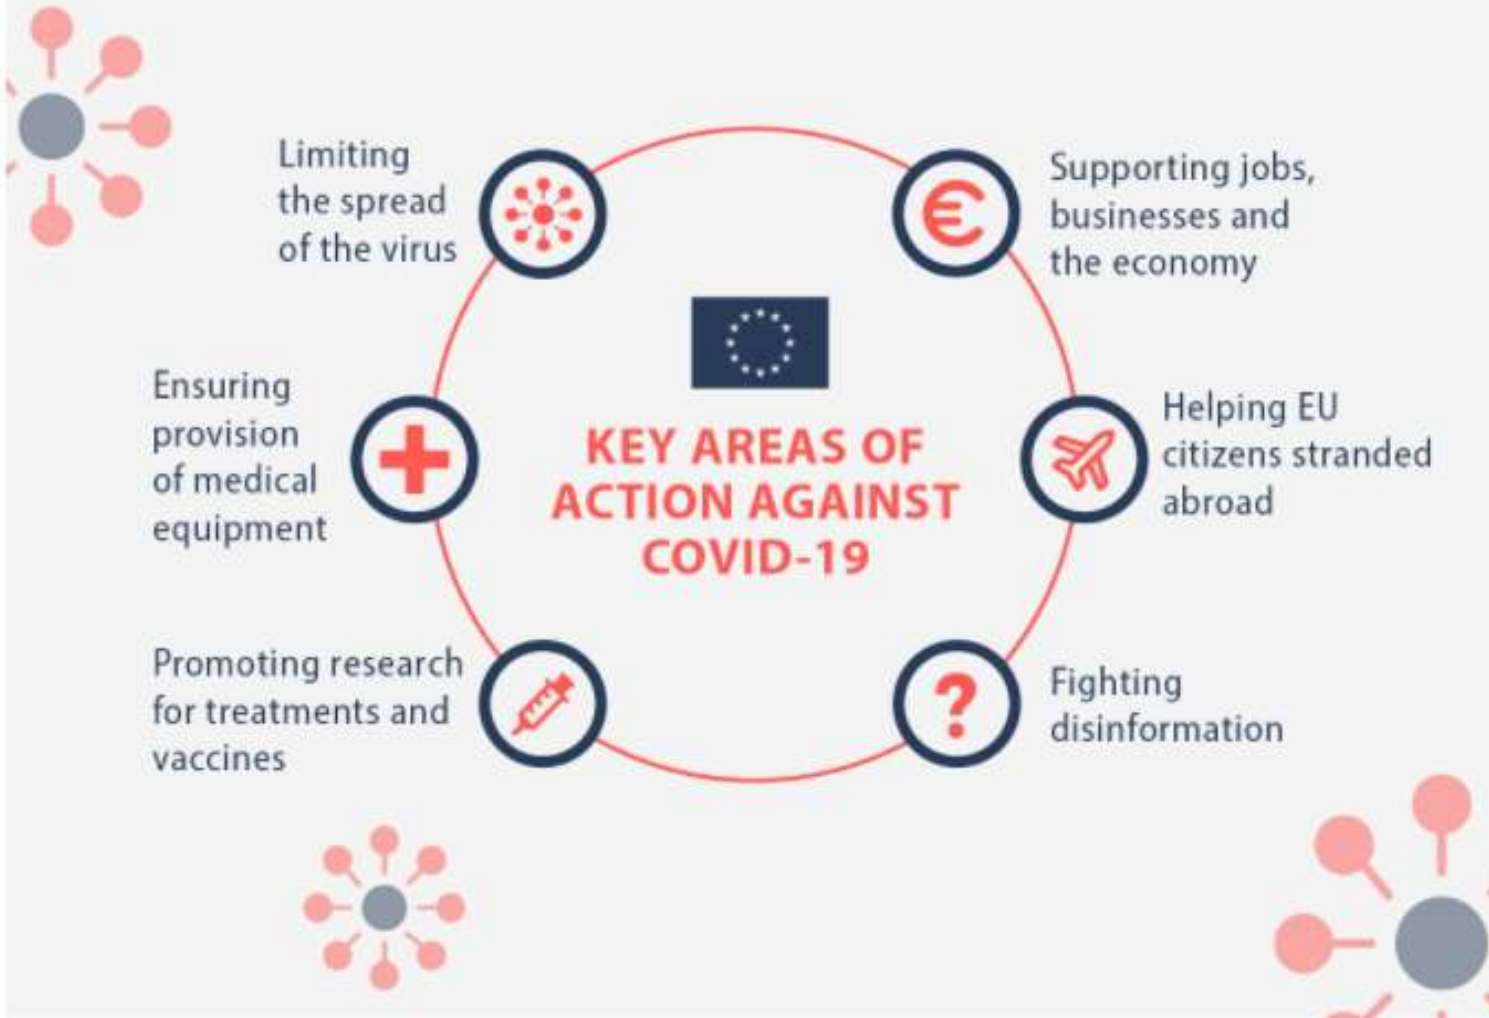 Limiting
the spread
of the virus
Supporting jobs,
businesses and
the economy
Ensuring
provision
of medical
equipment
KEY AREAS OF
ACTION AGAINST
COVID-19
Helping EU
citizens stranded
abroad
Promoting research
for treatments and
vaccines
Fighting
disinformation